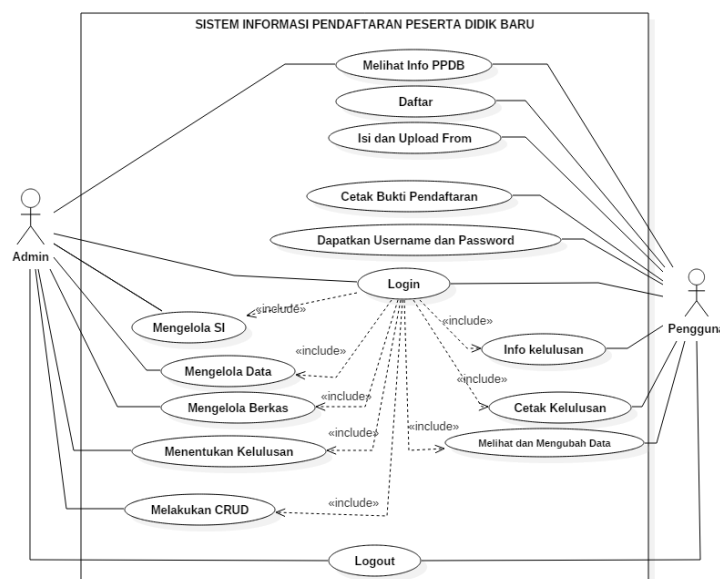 SISTEM INFORMASI PENDAFTARAN PESERTA DIDIK BARU
Melihat Info PPDB
Daftar
Isi dan Upload From
Cetak Bukti Pendaftaran
Dapatkan Username dan Password
Admin
Login
Pengguna
«include»
Mengelola SI
«include»
«include»
Info kelulusan
Mengelola Data
«include»
«include»
Mengelola Berkas
Cetak Kelulusan
«include»
«include»
Menentukan Kelulusan
Melihat dan Mengubah Data
«include»
Melakukan CRUD
Logout